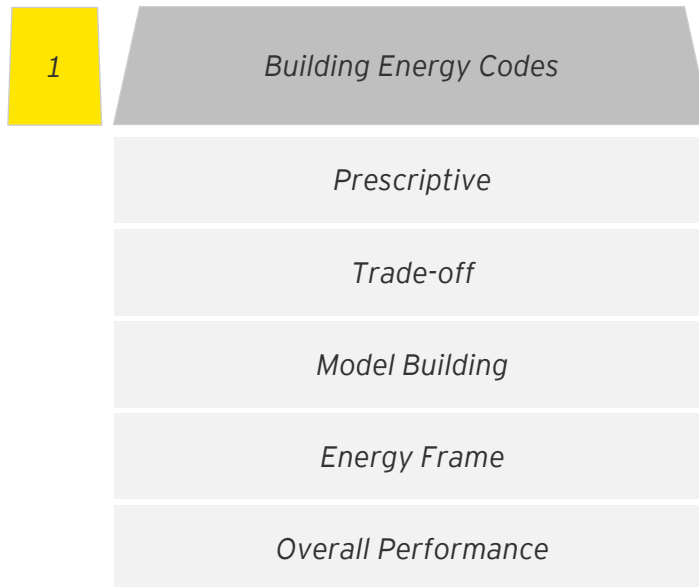 1
Building Energy Codes
Prescriptive
Trade-off
Model Building
Energy Frame
Overall Performance